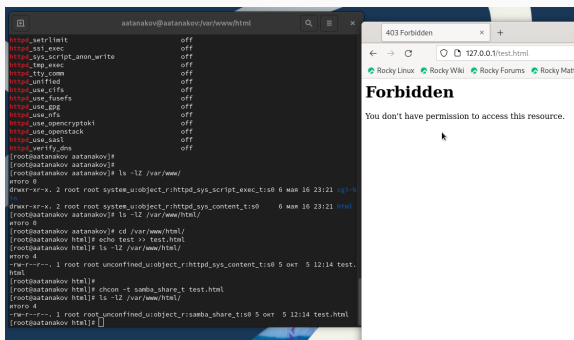 aatanakov@aatanakov:/var/www/html
httpd_setrlimit off
httpd_ssi_exec off
httpd_sys_script_anon_write off
httpd_tmp_exec off
httpd_tty_comm off
httpd_unified off
httpd_use_cifs off
httpd_use_fusefs off
httpd_use_gpg off
httpd_use_nfs off
httpd_use_opencryptoki off
httpd_use_openstack off
httpd_use_sasl off
httpd_verify_dns off
[root@aatanakov aatanakov]#
[root@aatanakov aatanakov]#
[root@aatanakov aatanakov]# ls -lZ /var/www/
итого 0
drwxr-xr-x. 2 root root system_u:object_r:httpd_sys_script_exec_t:s0 6 мая 16 23:21 cgi-b
in
drwxr-xr-x. 2 root root system_u:object_r:httpd_sys_content_t:s0 6 мая 16 23:21 html
[root@aatanakov aatanakov]# ls -lZ /var/www/html/
итого 0
[root@aatanakov aatanakov]# cd /var/www/html/
[root@aatanakov html]# echo test >> test.html
[root@aatanakov html]# ls -lZ /var/www/html/
итого 4
-rw-r--r--. 1 root root unconfined_u:object_r:httpd_sys_content_t:s0 5 окт 5 12:14 test.
html
[root@aatanakov html]#
[root@aatanakov html]# chcon -t samba_share_t test.html
[root@aatanakov html]# ls -lZ /var/www/html/
итого 4
-rw-r--r--. 1 root root unconfined_u:object_r:samba_share_t:s0 5 окт 5 12:14 test.html
[root@aatanakov html]#
403 Forbidden
127.0.0.1/test.html
Rocky Linux Rocky Wiki Rocky Forums Rocky Matt
Forbidden
You don't have permission to access this resource.